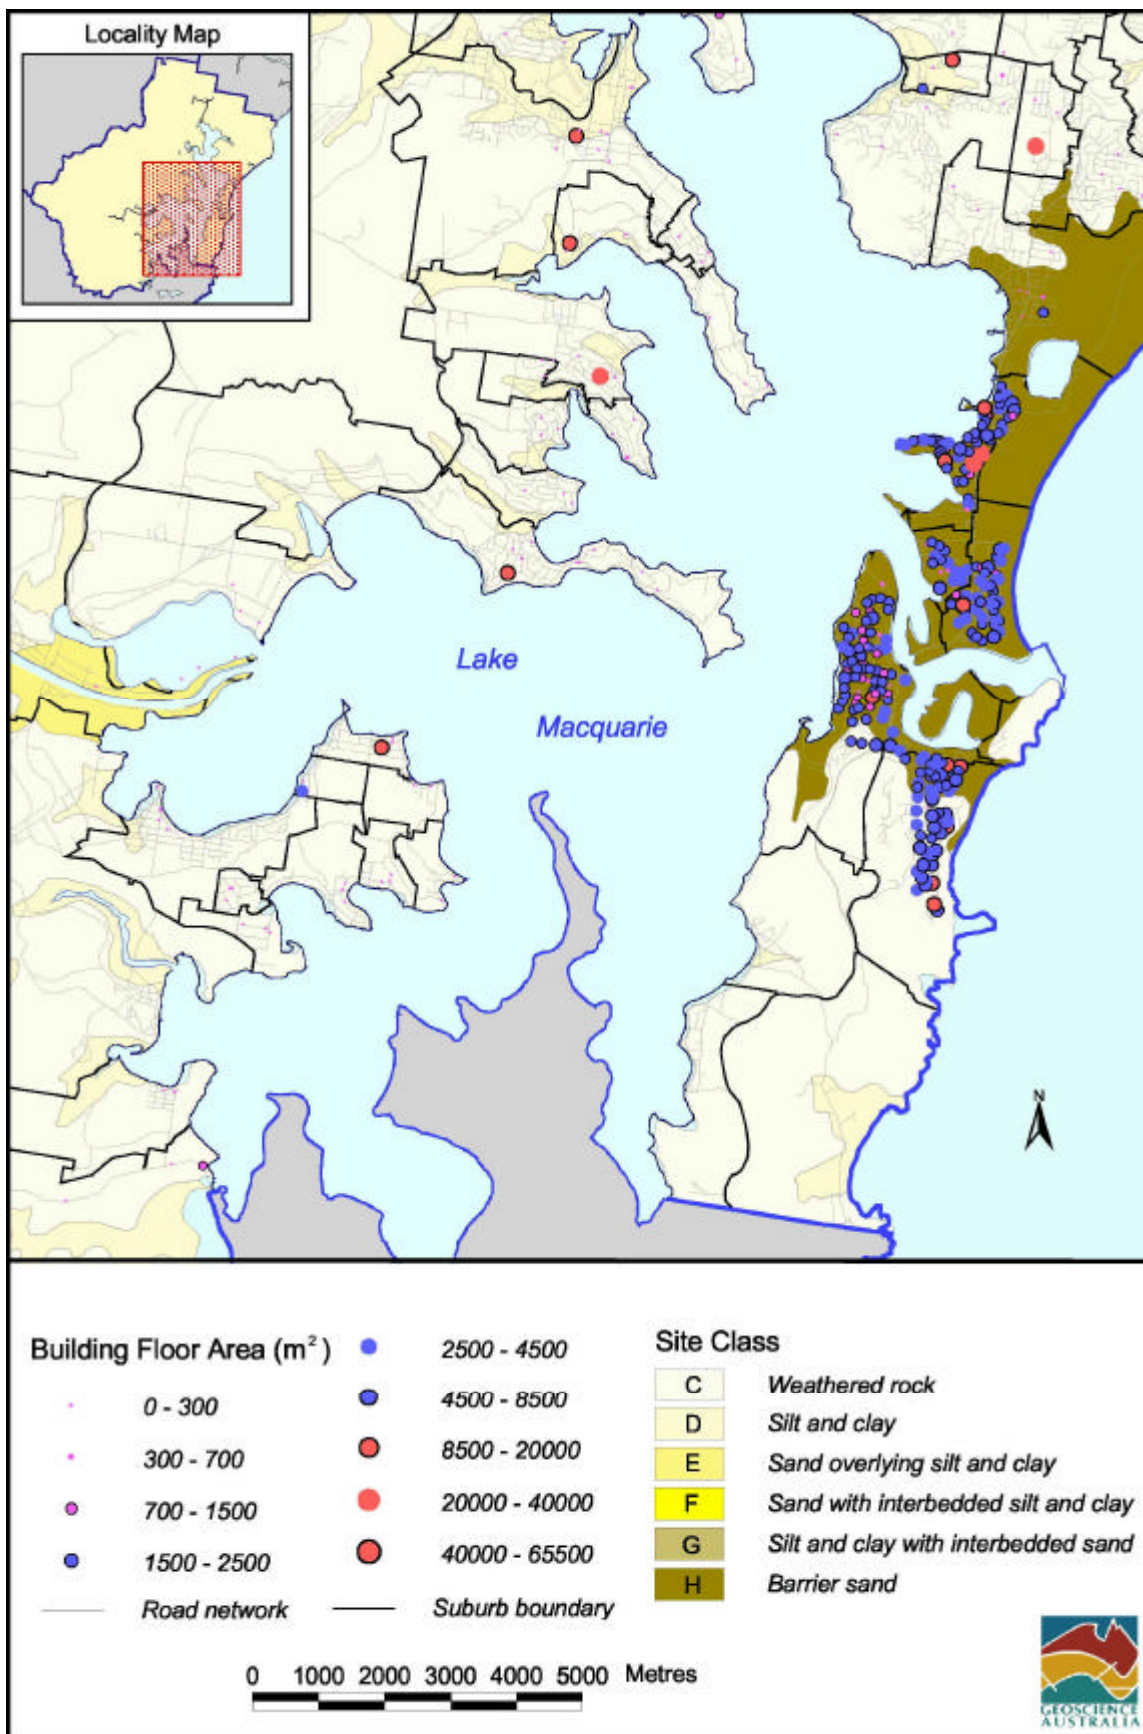 Locality Map
Lake
Macquarie
N
Building Floor Area (m²)
0 - 300
300 - 700
700 - 1500
1500 - 2500
Road network
2500 - 4500
4500 - 8500
8500 - 20000
20000 - 40000
40000 - 65500
Suburb boundary
Site Class
C Weathered rock
D Silt and clay
E Sand overlying silt and clay
F Sand with interbedded silt and clay
G Silt and clay with interbedded sand
H Barrier sand
0 1000 2000 3000 4000 5000 Metres
GEOSCIENCE
AUSTRALIA